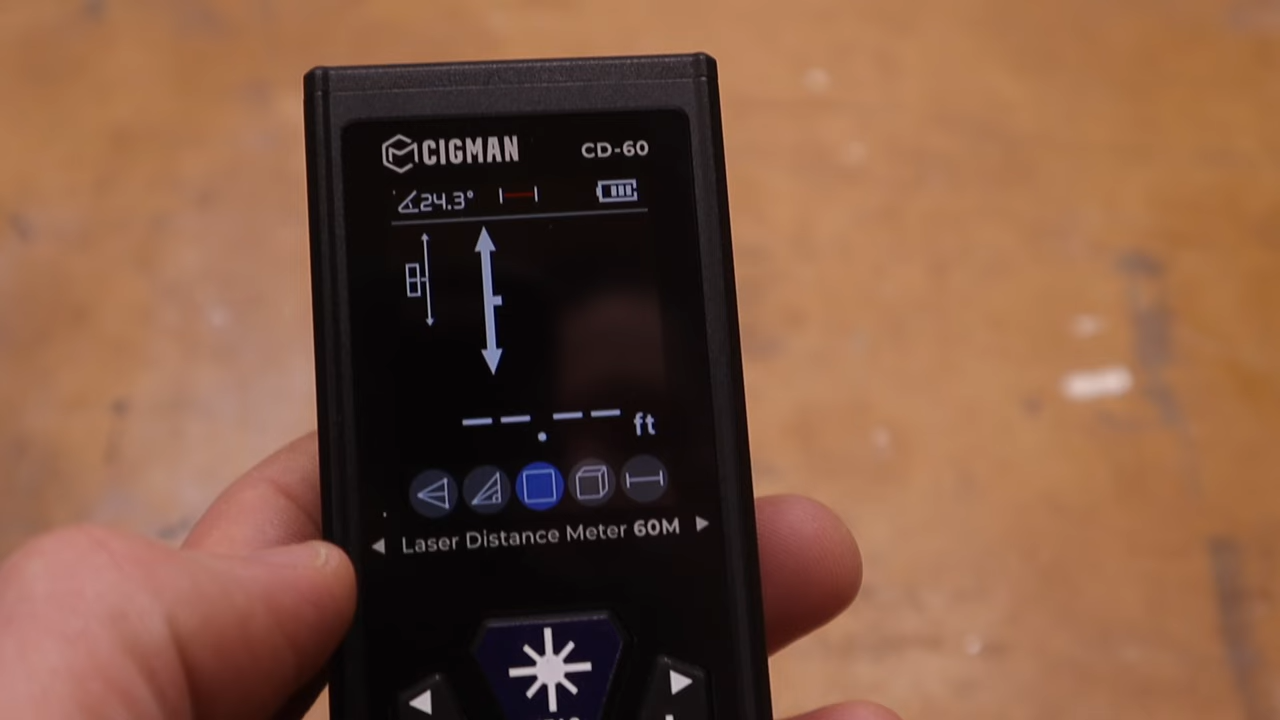 CIGMAN CD-60
24.3°
--.-- ft
Laser Distance Meter 60M